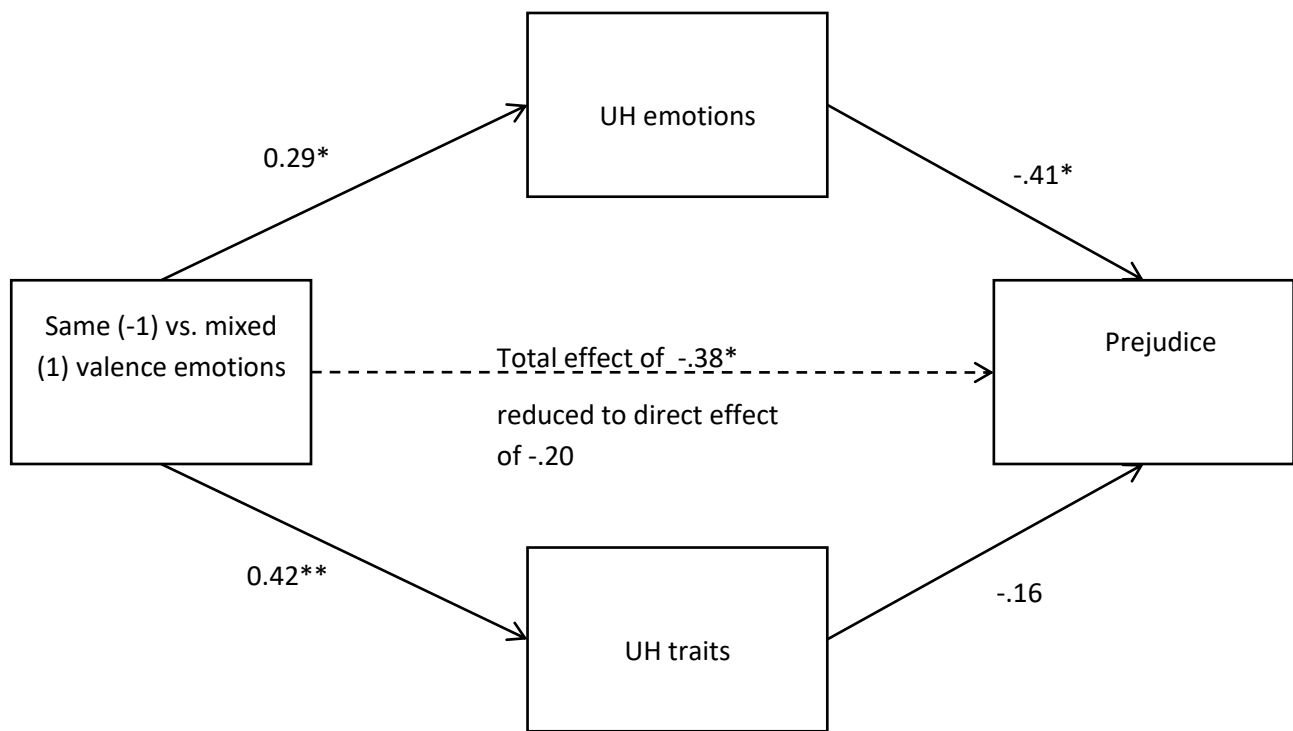 UH emotions
0.29*
-.41*
Same (-1) vs. mixed
(1) valence emotions
Total effect of -.38*
reduced to direct effect
of -.20
Prejudice
0.42**
-.16
UH traits